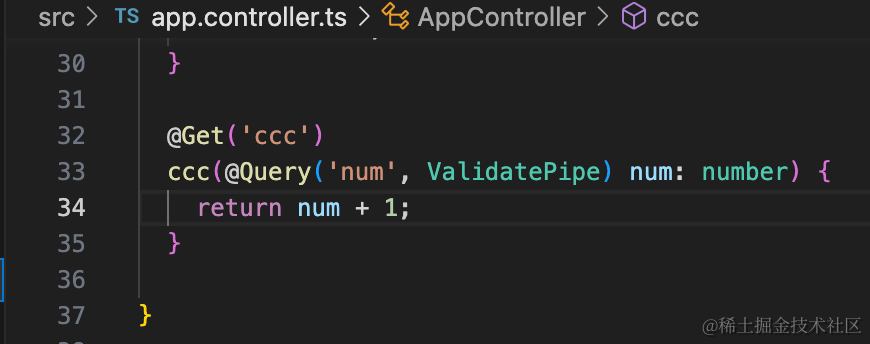 src > TS app.controller.ts > AppController > ccc
30 }
31
32 @Get('ccc')
33 ccc(@Query('num', ValidatePipe) num: number) {
34 return num + 1;
35 }
36
37 }
@稀土掘金技术社区